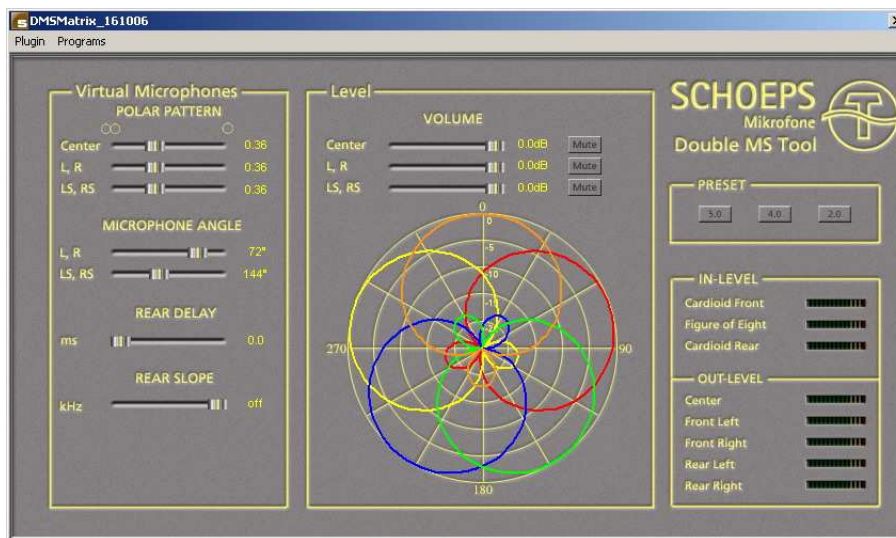 DMSMatrix_161006
Plugin Programs
Virtual Microphones
POLAR PATTERN
Center 0.36
L, R 0.36
LS, RS 0.36
MICROPHONE ANGLE
L, R 72°
LS, RS 144°
REAR DELAY
ms 0.0
REAR SLOPE
kHz off
Level
VOLUME
Center 0.0dB Mute
L, R 0.0dB Mute
LS, RS 0.0dB Mute
0
0
-5
-10
-15
270
90
180
SCHOEPS
Mikrofone
Double MS Tool
PRESET
5.0 4.0 2.0
IN-LEVEL
Cardioid Front
Figure of Eight
Cardioid Rear
OUT-LEVEL
Center
Front Left
Front Right
Rear Left
Rear Right